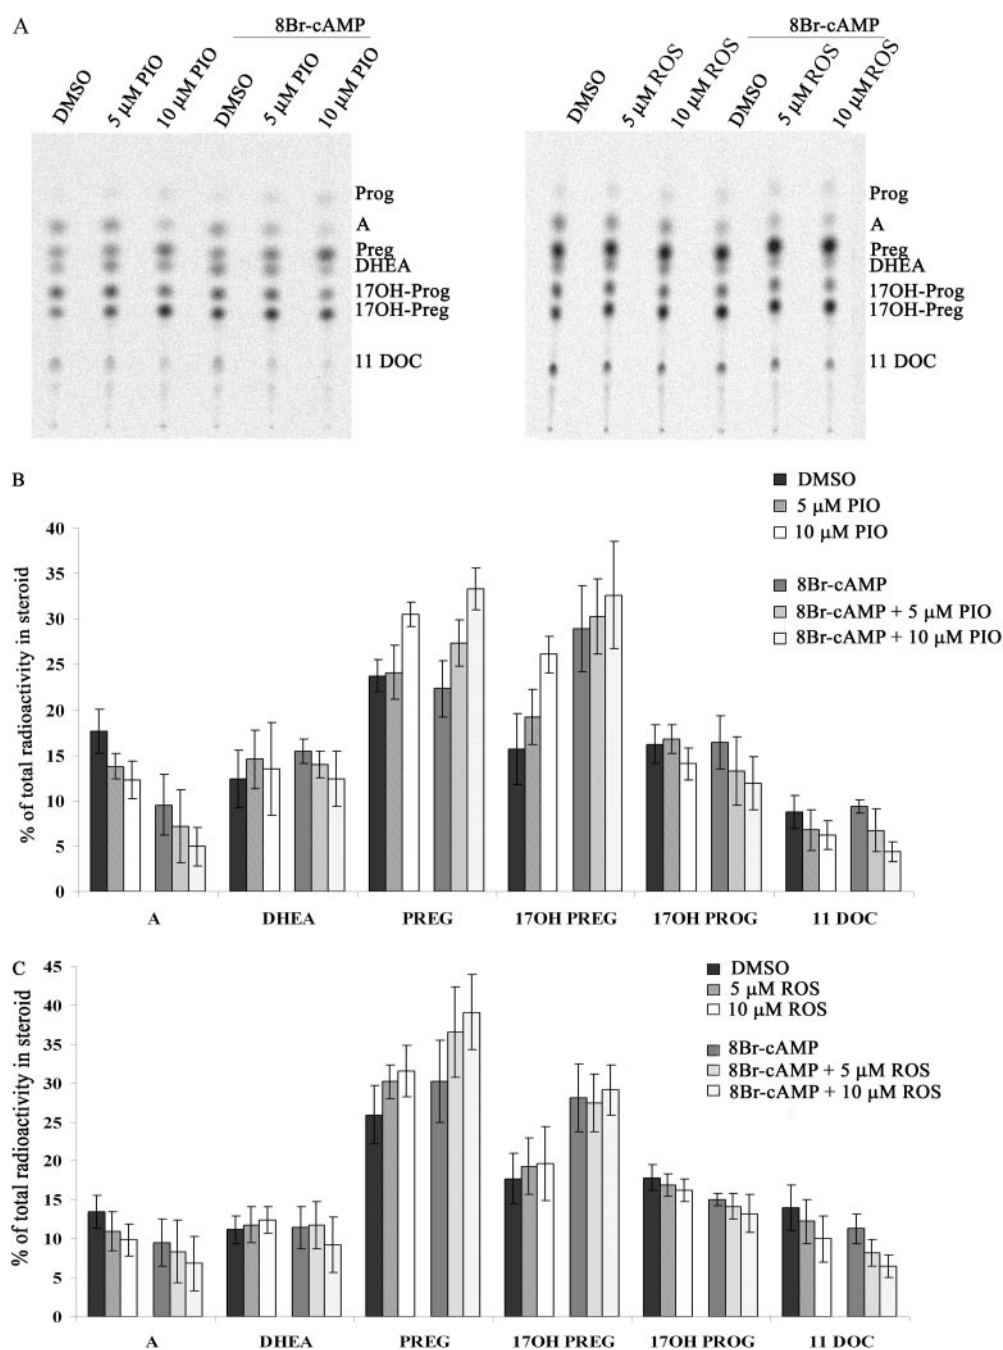 A
8Br-cAMP
DMSO
5 µM PIO
10 µM PIO
DMSO
5 µM PIO
10 µM PIO
Prog
A
Preg
DHEA
17OH-Prog
17OH-Preg
11 DOC
8Br-cAMP
DMSO
5 µM ROS
10 µM ROS
DMSO
5 µM ROS
10 µM ROS
Prog
A
Preg
DHEA
17OH-Prog
17OH-Preg
11 DOC
B
DMSO
5 µM PIO
10 µM PIO
8Br-cAMP
8Br-cAMP + 5 µM PIO
8Br-cAMP + 10 µM PIO
% of total radioactivity in steroid
40
35
30
25
20
15
10
5
0
A DHEA PREG 17OH PREG 17OH PROG 11 DOC
C
DMSO
5 µM ROS
10 µM ROS
8Br-cAMP
8Br-cAMP + 5 µM ROS
8Br-cAMP + 10 µM ROS
% of total radioactivity in steroid
45
40
35
30
25
20
15
10
5
0
A DHEA PREG 17OH PREG 17OH PROG 11 DOC